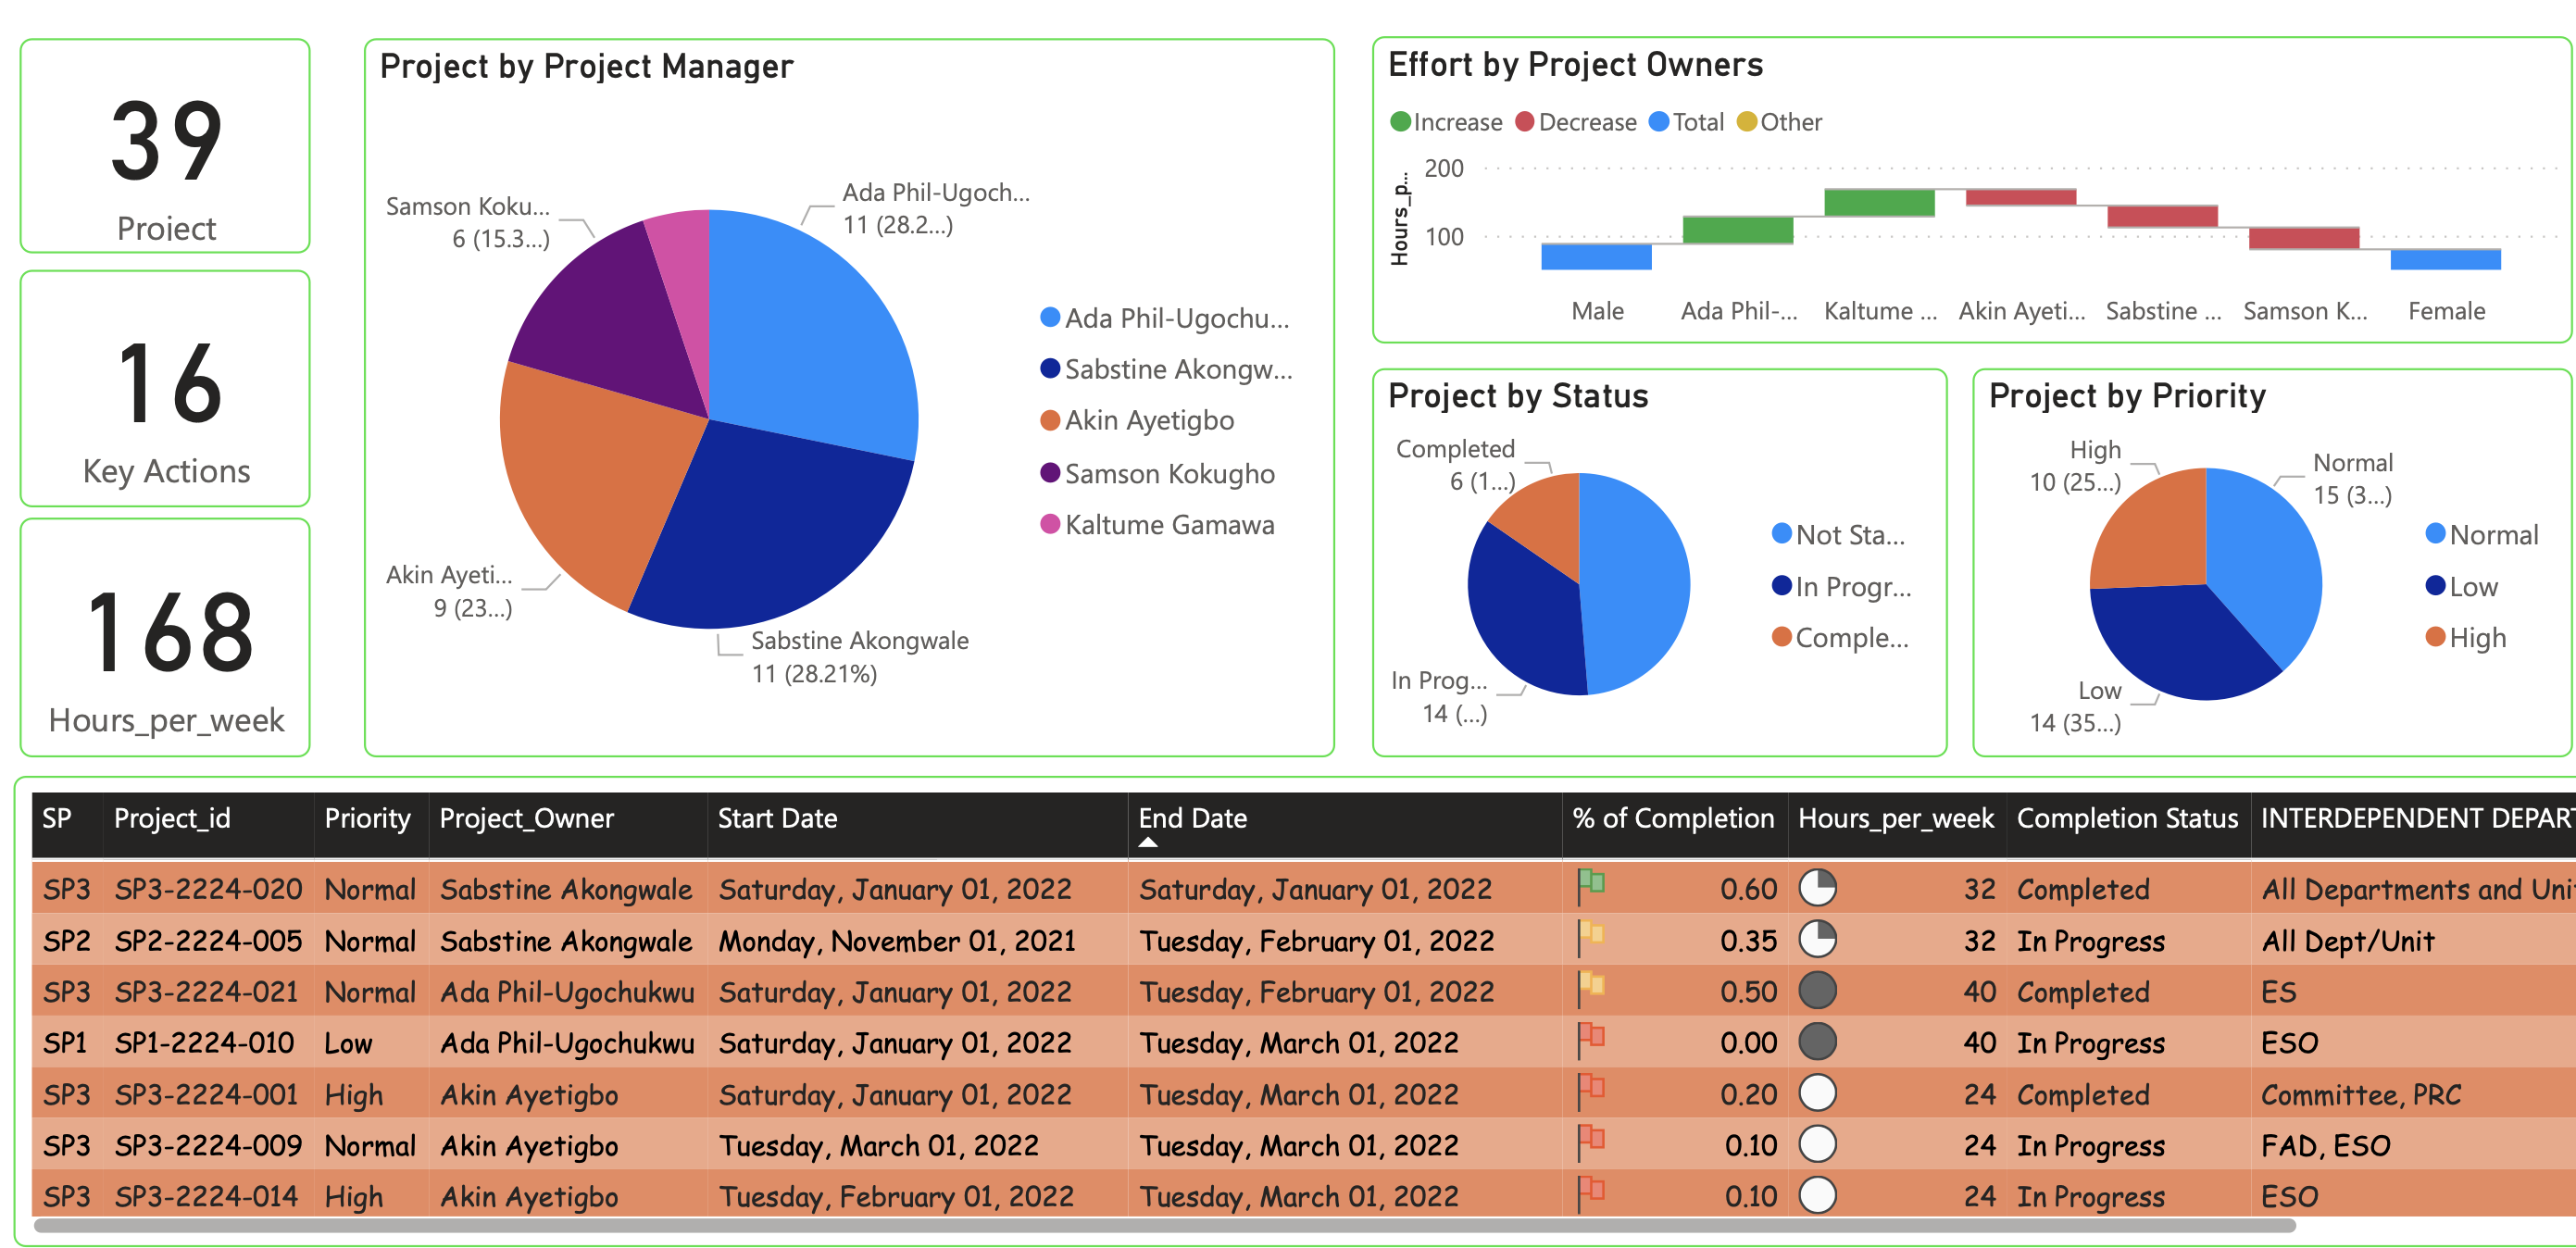 39
Project
16
Key Actions
168
Hours_per_week
Project by Project Manager
Ada Phil-Ugoch...
11 (28.2...)
Samson Koku...
6 (15.3...)
Akin Ayeti...
9 (23...)
Sabstine Akongwale
11 (28.21%)
Ada Phil-Ugochu...
Sabstine Akongw...
Akin Ayetigbo
Samson Kokugho
Kaltume Gamawa
Effort by Project Owners
Increase Decrease Total Other
Hours_p...
200
100
Male Ada Phil-... Kaltume ... Akin Ayeti... Sabstine ... Samson K... Female
Project by Status
Completed
6 (1...)
In Prog...
14 (...)
Not Sta...
In Progr...
Comple...
Project by Priority
High
10 (25...)
Normal
15 (3...)
Low
14 (35...)
Normal
Low
High
SP Project_id Priority Project_Owner Start Date End Date % of Completion Hours_per_week Completion Status INTERDEPENDENT DEPART
SP3 SP3-2224-020 Normal Sabstine Akongwale Saturday, January 01, 2022 Saturday, January 01, 2022 0.60 32 Completed All Departments and Uni
SP2 SP2-2224-005 Normal Sabstine Akongwale Monday, November 01, 2021 Tuesday, February 01, 2022 0.35 32 In Progress All Dept/Unit
SP3 SP3-2224-021 Normal Ada Phil-Ugochukwu Saturday, January 01, 2022 Tuesday, February 01, 2022 0.50 40 Completed ES
SP1 SP1-2224-010 Low Ada Phil-Ugochukwu Saturday, January 01, 2022 Tuesday, March 01, 2022 0.00 40 In Progress ESO
SP3 SP3-2224-001 High Akin Ayetigbo Saturday, January 01, 2022 Tuesday, March 01, 2022 0.20 24 Completed Committee, PRC
SP3 SP3-2224-009 Normal Akin Ayetigbo Tuesday, March 01, 2022 Tuesday, March 01, 2022 0.10 24 In Progress FAD, ESO
SP3 SP3-2224-014 High Akin Ayetigbo Tuesday, February 01, 2022 Tuesday, March 01, 2022 0.10 24 In Progress ESO